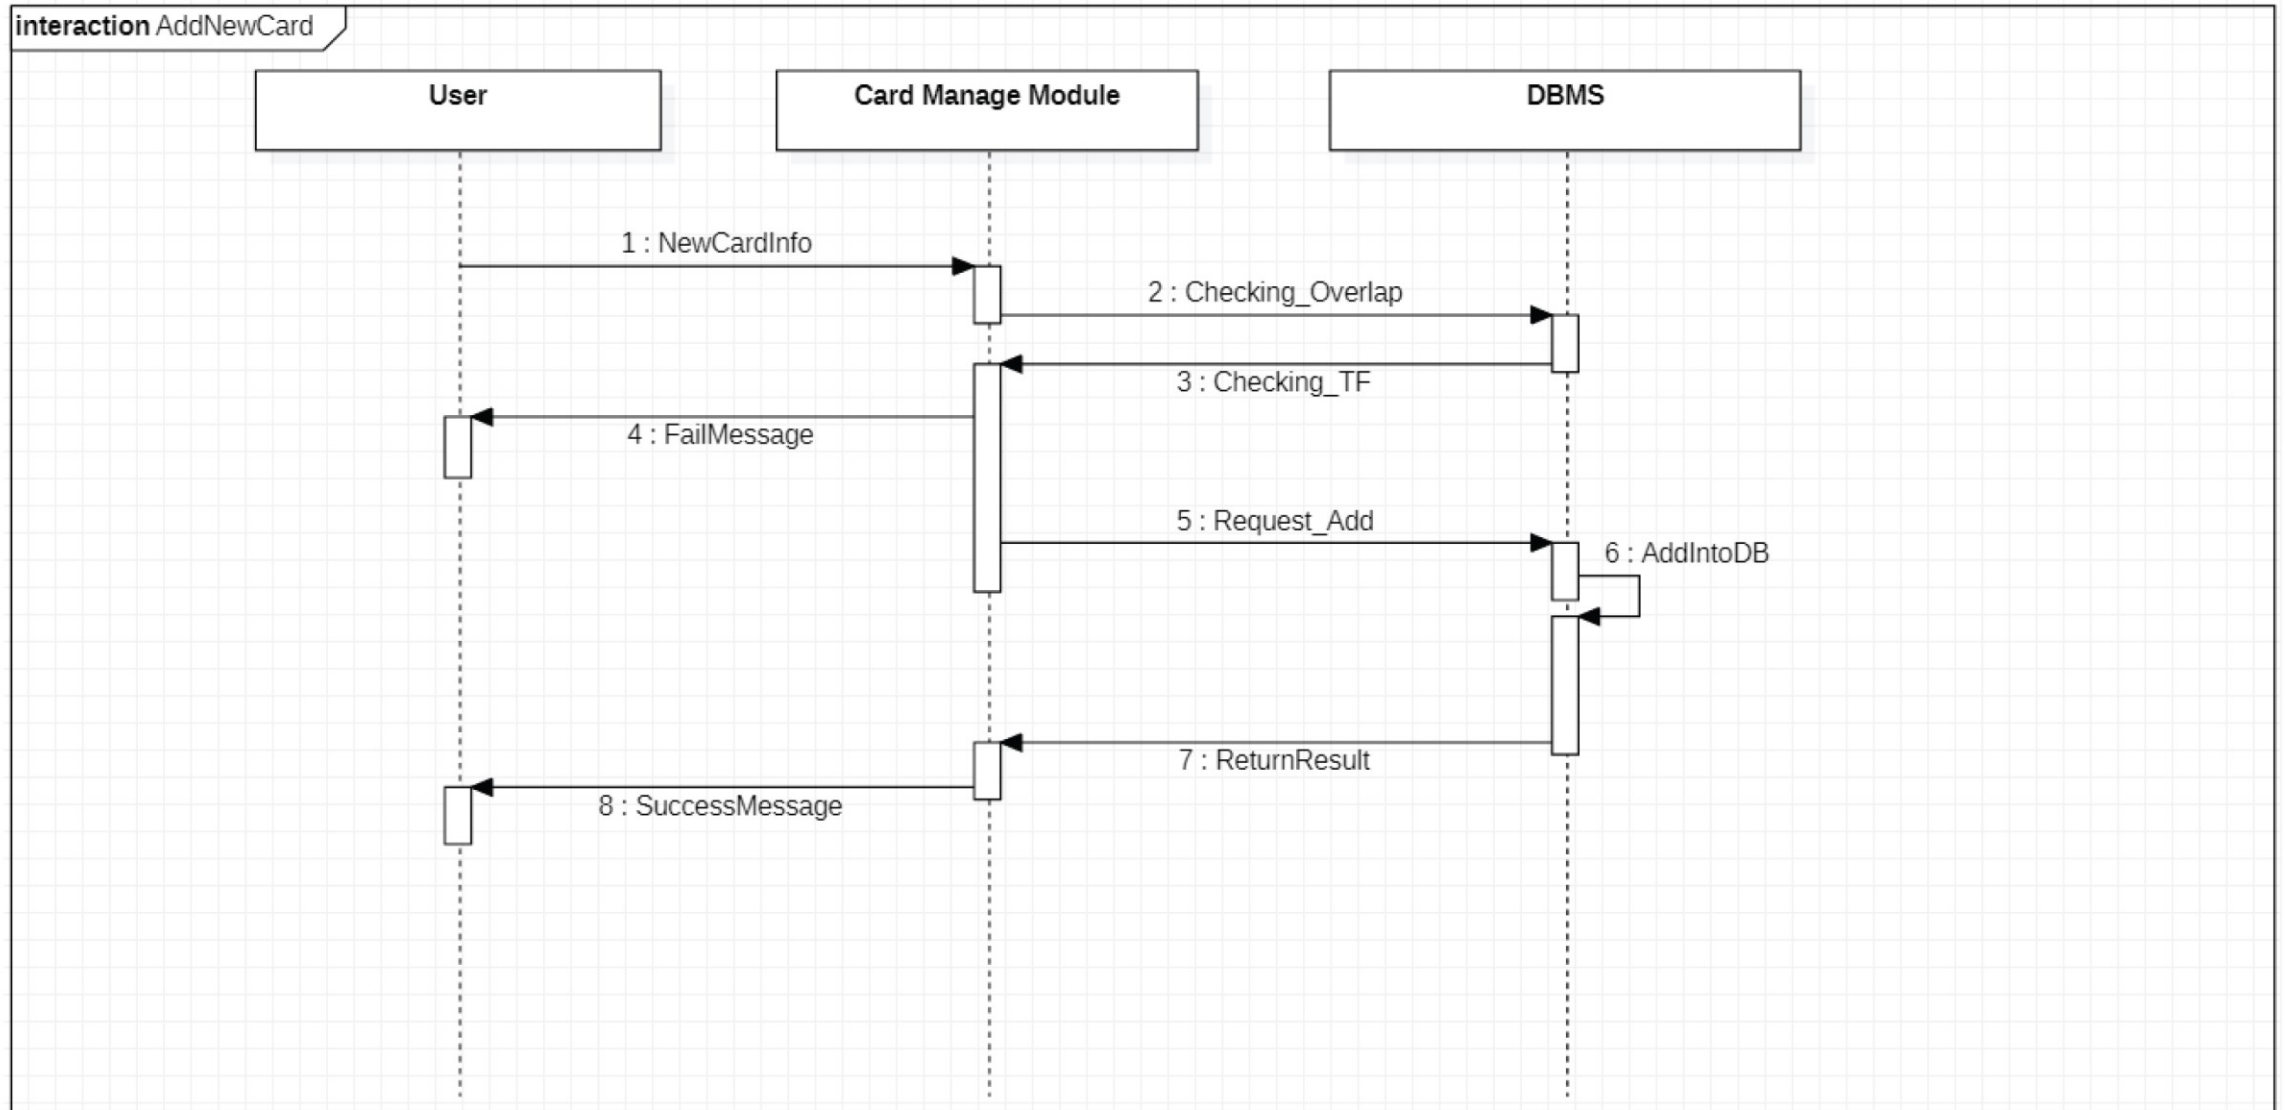 interaction AddNewCard
User
Card Manage Module
DBMS
1 : NewCardInfo
2 : Checking_Overlap
3 : Checking_TF
4 : FailMessage
5 : Request_Add
6 : AddIntoDB
7 : ReturnResult
8 : SuccessMessage